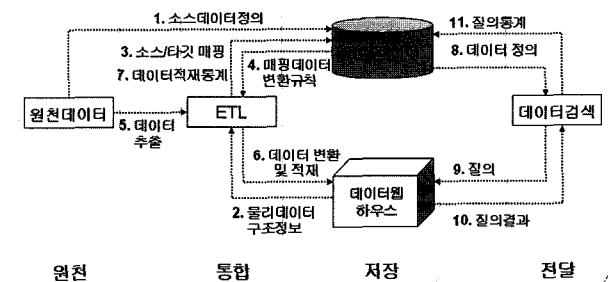 1. 소스데이터정의
11. 질의통계
3. 소스/타깃 매핑
8. 데이터 정의
4. 매핑데이터
변환규칙
7. 데이터적재통계
원천데이터
ETL
데이터검색
5. 데이터
추출
6. 데이터 변환
및 적재
9. 질의
데이터웹
하우스
2. 물리데이터
구조정보
10. 질의결과
원천
통합
저장
전달